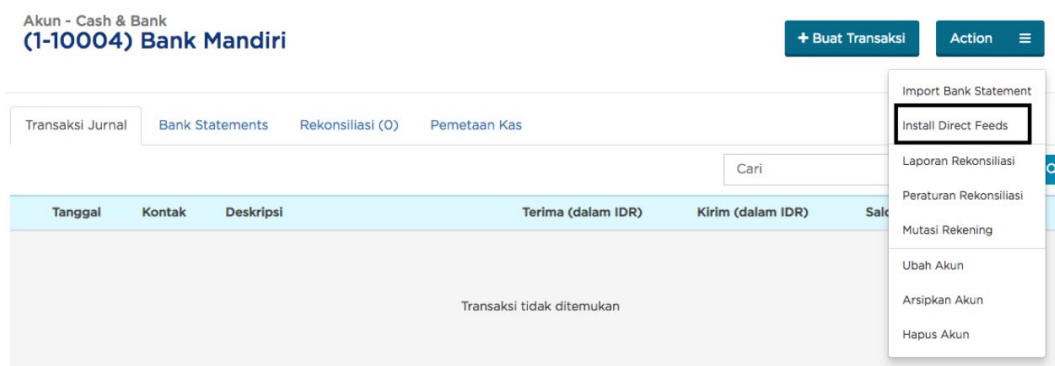 Akun - Cash & Bank
(1-10004) Bank Mandiri
+ Buat Transaksi
Action
Import Bank Statement
Install Direct Feeds
Laporan Rekonsiliasi
Peraturan Rekonsiliasi
Mutasi Rekening
Ubah Akun
Arsipkan Akun
Hapus Akun
Transaksi Jurnal Bank Statements Rekonsiliasi (0) Pemetaan Kas
Cari
Tanggal Kontak Deskripsi Terima (dalam IDR) Kirim (dalam IDR)
Transaksi tidak ditemukan